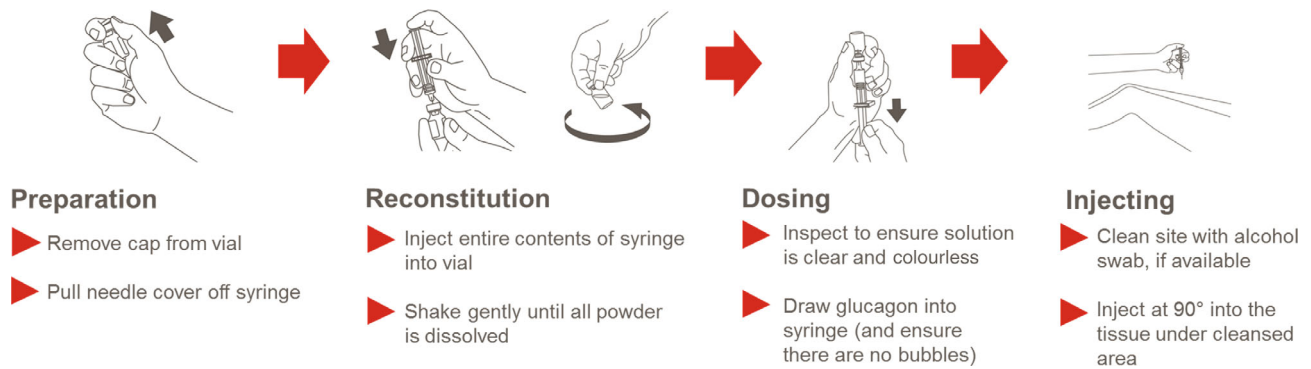 Preparation
Remove cap from vial
Pull needle cover off syringe
Reconstitution
Inject entire contents of syringe
into vial
Shake gently until all powder
is dissolved
Dosing
Inspect to ensure solution
is clear and colourless
Draw glucagon into
syringe (and ensure
there are no bubbles)
Injecting
Clean site with alcohol
swab, if available
Inject at 90° into the
tissue under cleansed
area